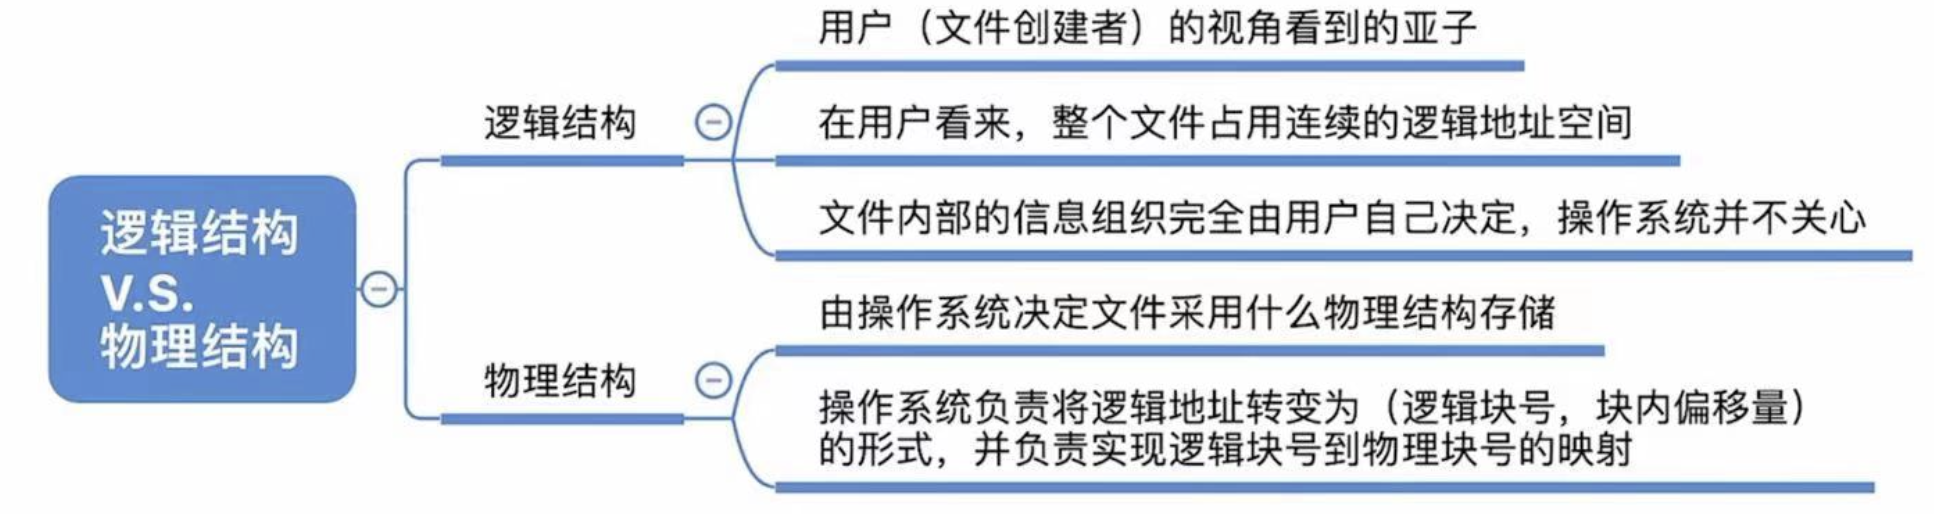 逻辑结构
V.S.
物理结构
逻辑结构
用户（文件创建者）的视角看到的亚子
在用户看来，整个文件占用连续的逻辑地址空间
文件内部的信息组织完全由用户自己决定，操作系统并不关心
物理结构
由操作系统决定文件采用什么物理结构存储
操作系统负责将逻辑地址转变为（逻辑块号，块内偏移量）
的形式，并负责实现逻辑块号到物理块号的映射